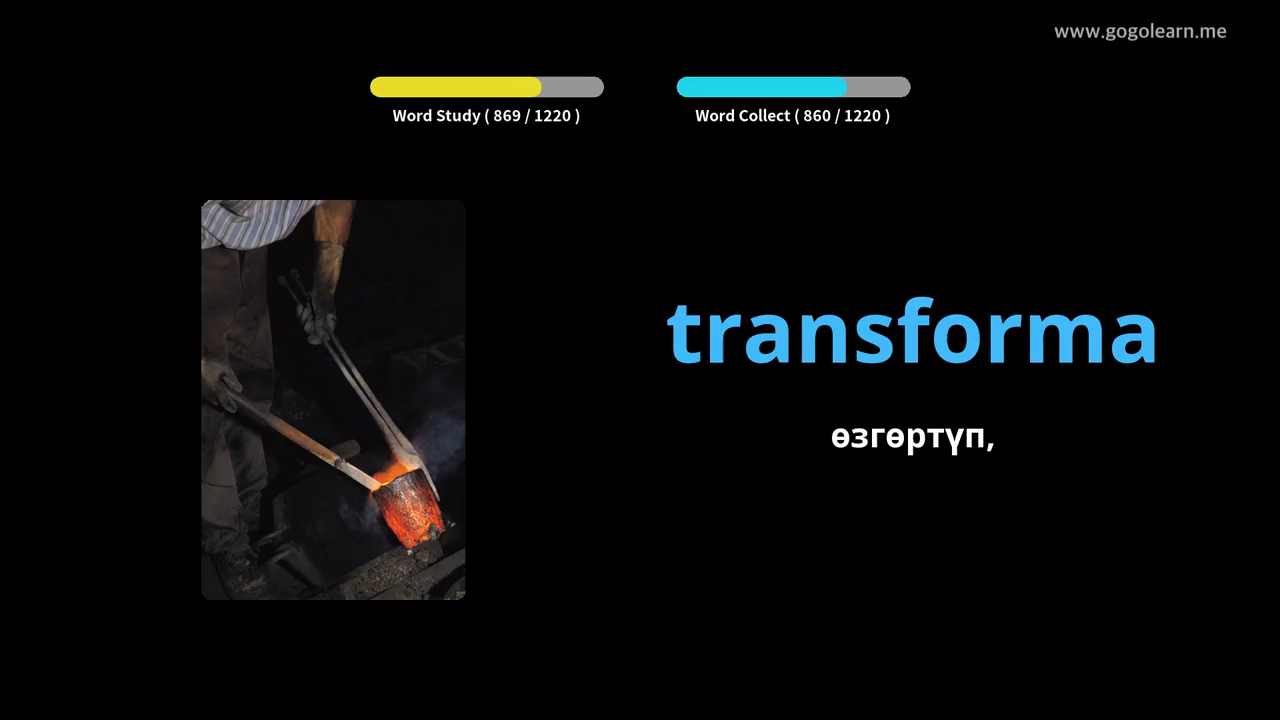 www.gogolearn.me
Word Study ( 869 / 1220 )
Word Collect ( 860 / 1220 )
transforma
өзгөртүп,